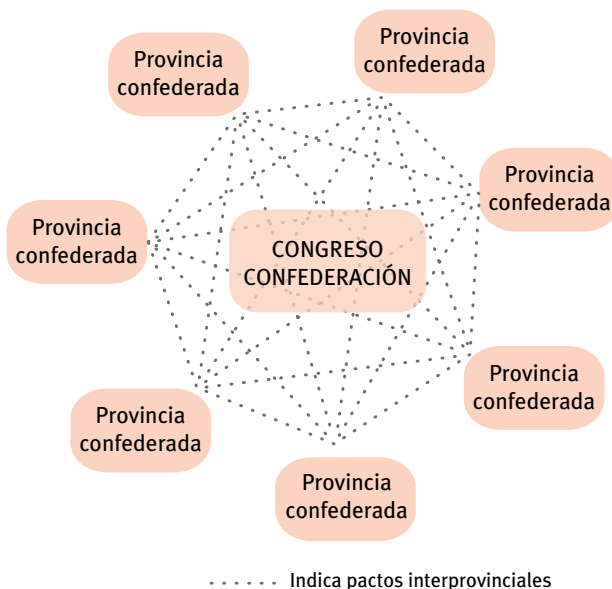 Provincia
confederada
Provincia
confederada
Provincia
confederada
Provincia
confederada
CONGRESO
CONFEDERACIÓN
Provincia
confederada
Provincia
confederada
Provincia
confederada
Indica pactos interprovinciales